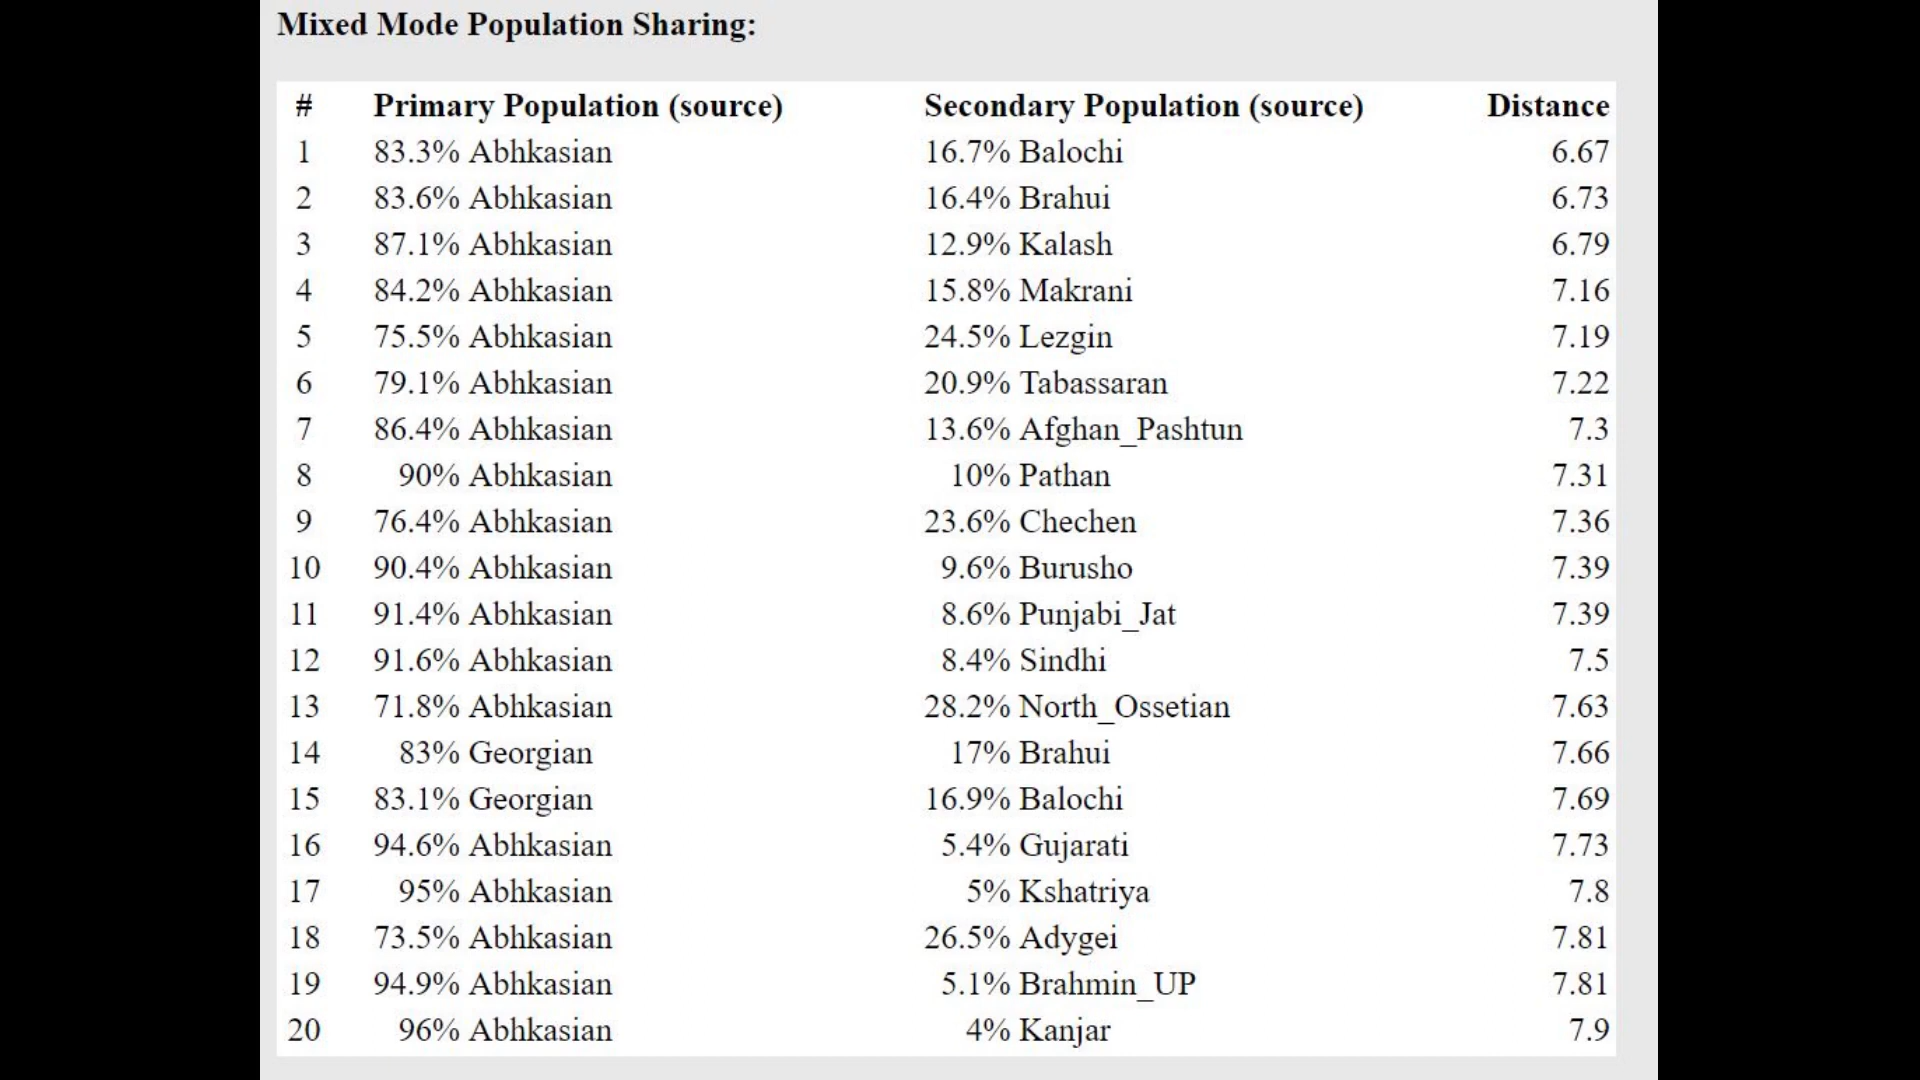 Mixed Mode Population Sharing:
# Primary Population (source) Secondary Population (source) Distance
1 83.3% Abhkasian 16.7% Balochi 6.67
2 83.6% Abhkasian 16.4% Brahui 6.73
3 87.1% Abhkasian 12.9% Kalash 6.79
4 84.2% Abhkasian 15.8% Makrani 7.16
5 75.5% Abhkasian 24.5% Lezgin 7.19
6 79.1% Abhkasian 20.9% Tabassaran 7.22
7 86.4% Abhkasian 13.6% Afghan_Pashtun 7.3
8 90% Abhkasian 10% Pathan 7.31
9 76.4% Abhkasian 23.6% Chechen 7.36
10 90.4% Abhkasian 9.6% Burusho 7.39
11 91.4% Abhkasian 8.6% Punjabi_Jat 7.39
12 91.6% Abhkasian 8.4% Sindhi 7.5
13 71.8% Abhkasian 28.2% North_Ossetian 7.63
14 83% Georgian 17% Brahui 7.66
15 83.1% Georgian 16.9% Balochi 7.69
16 94.6% Abhkasian 5.4% Gujarati 7.73
17 95% Abhkasian 5% Kshatriya 7.8
18 73.5% Abhkasian 26.5% Adygei 7.81
19 94.9% Abhkasian 5.1% Brahmin_UP 7.81
20 96% Abhkasian 4% Kanjar 7.9